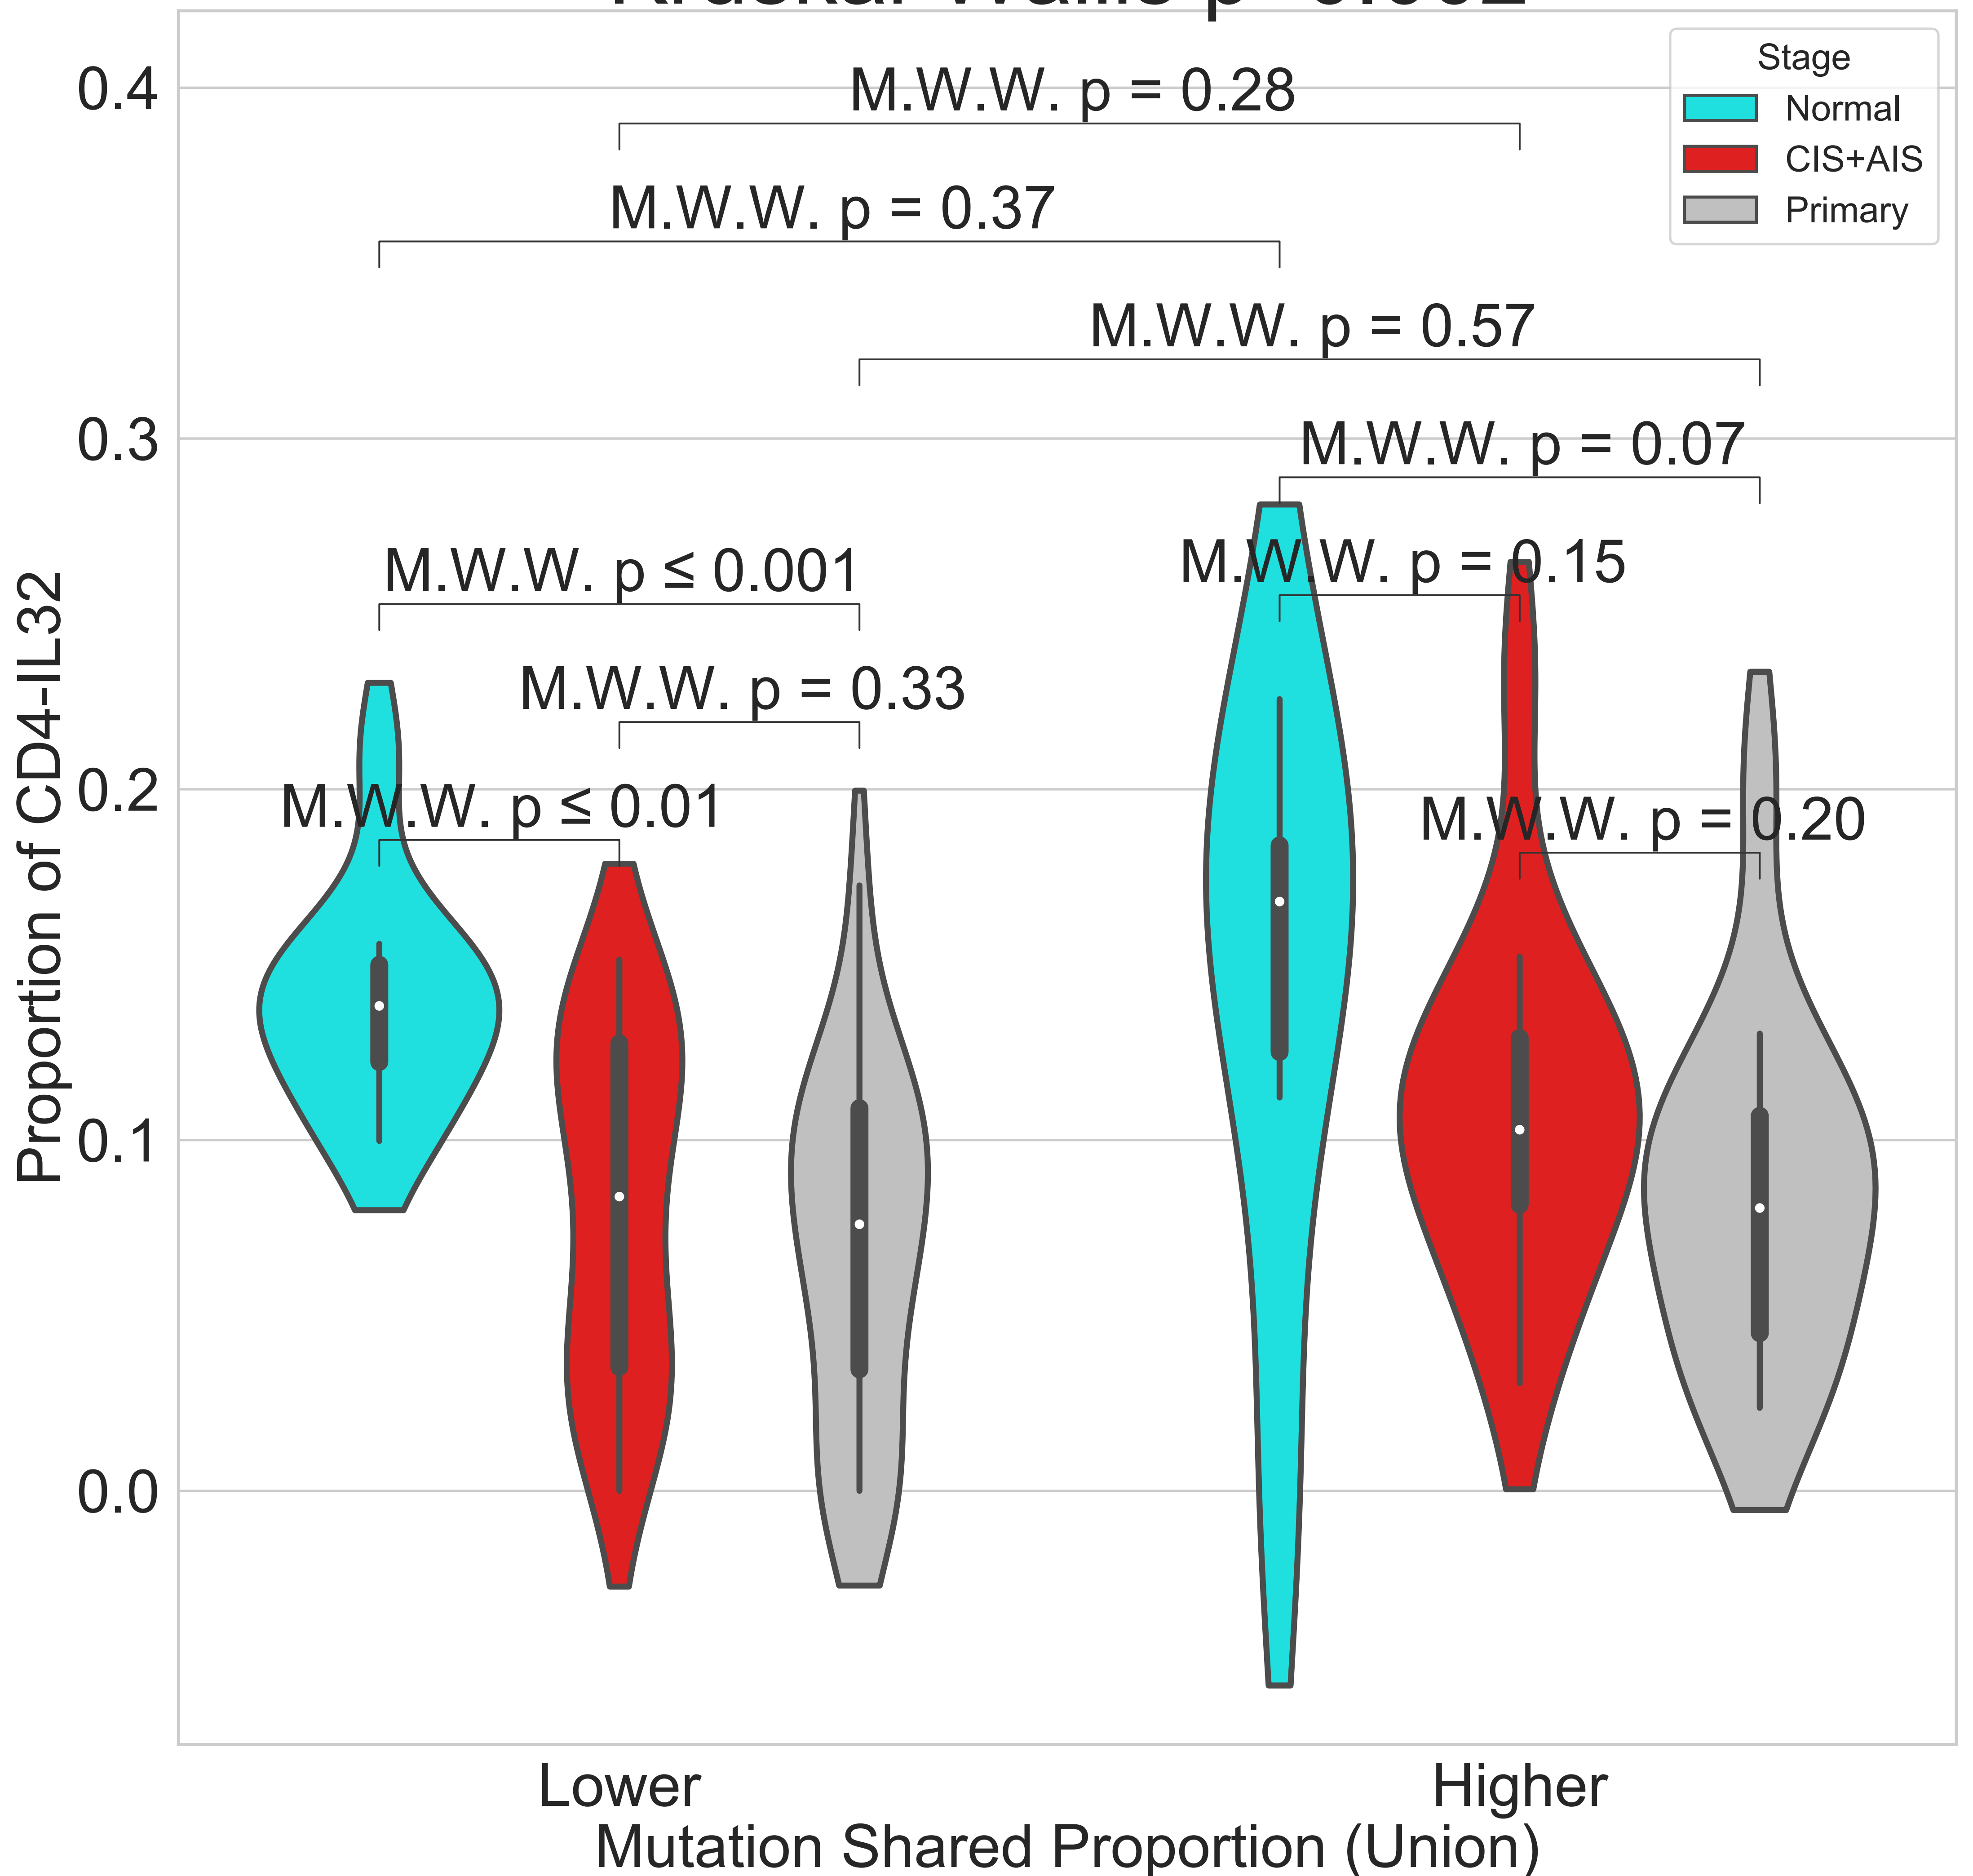 0.4
0.3
0.2
0.1
0.0
Proportion of CD4-IL32
Stage
Normal
CIS+AIS
Primary
M.W.W. p = 0.28
M.W.W. p = 0.37
M.W.W. p = 0.57
M.W.W. p = 0.07
M.W.W. p ≤ 0.001
M.W.W. p = 0.15
M.W.W. p = 0.33
M.W.W. p ≤ 0.01
M.W.W. p = 0.20
Lower
Higher
Mutation Shared Proportion (Union)